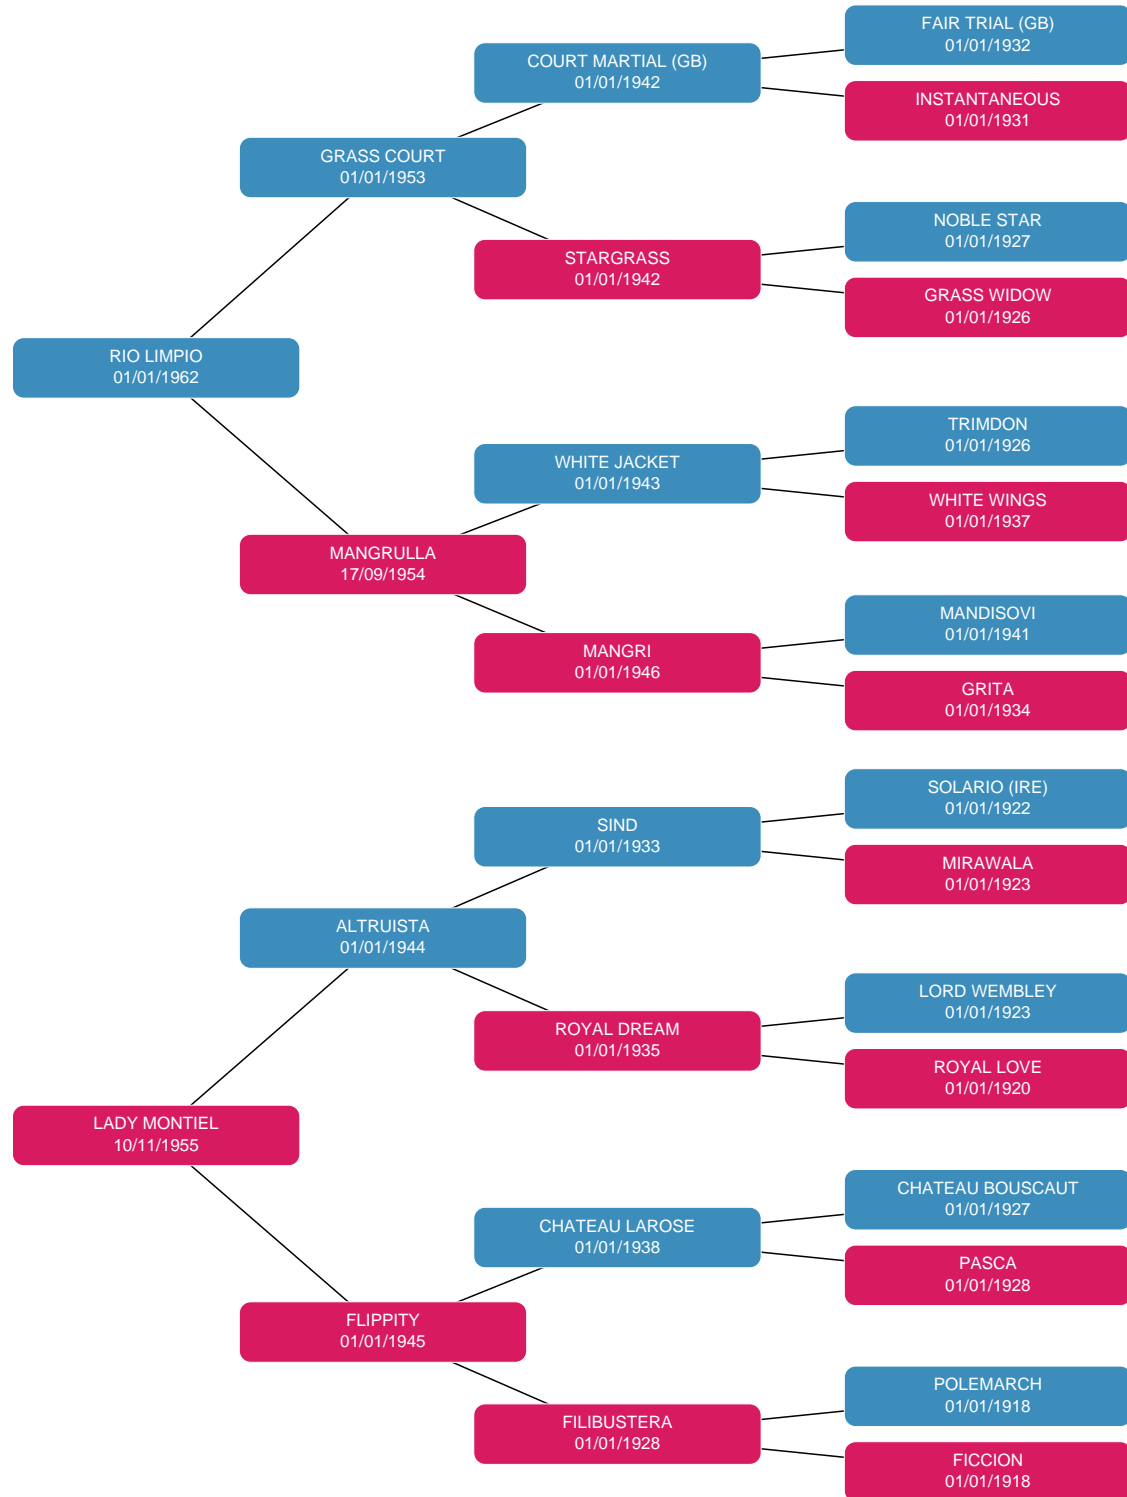 FAIR TRIAL (GB)
01/01/1932
COURT MARTIAL (GB)
01/01/1942
INSTANTANEOUS
01/01/1931
GRASS COURT
01/01/1953
NOBLE STAR
01/01/1927
STARGRASS
01/01/1942
GRASS WIDOW
01/01/1926
RIO LIMPIO
01/01/1962
TRIMDON
01/01/1926
WHITE JACKET
01/01/1943
WHITE WINGS
01/01/1937
MANGRULLA
17/09/1954
MANDISOVI
01/01/1941
MANGRI
01/01/1946
GRITA
01/01/1934
SOLARIO (IRE)
01/01/1922
SIND
01/01/1933
MIRAWALA
01/01/1923
ALTRUISTA
01/01/1944
LORD WEMBLEY
01/01/1923
ROYAL DREAM
01/01/1935
ROYAL LOVE
01/01/1920
LADY MONTIEL
10/11/1955
CHATEAU BOUSCAUT
01/01/1927
CHATEAU LAROSE
01/01/1938
PASCA
01/01/1928
FLIPPITY
01/01/1945
POLEMARCH
01/01/1918
FILIBUSTERA
01/01/1928
FICCION
01/01/1918